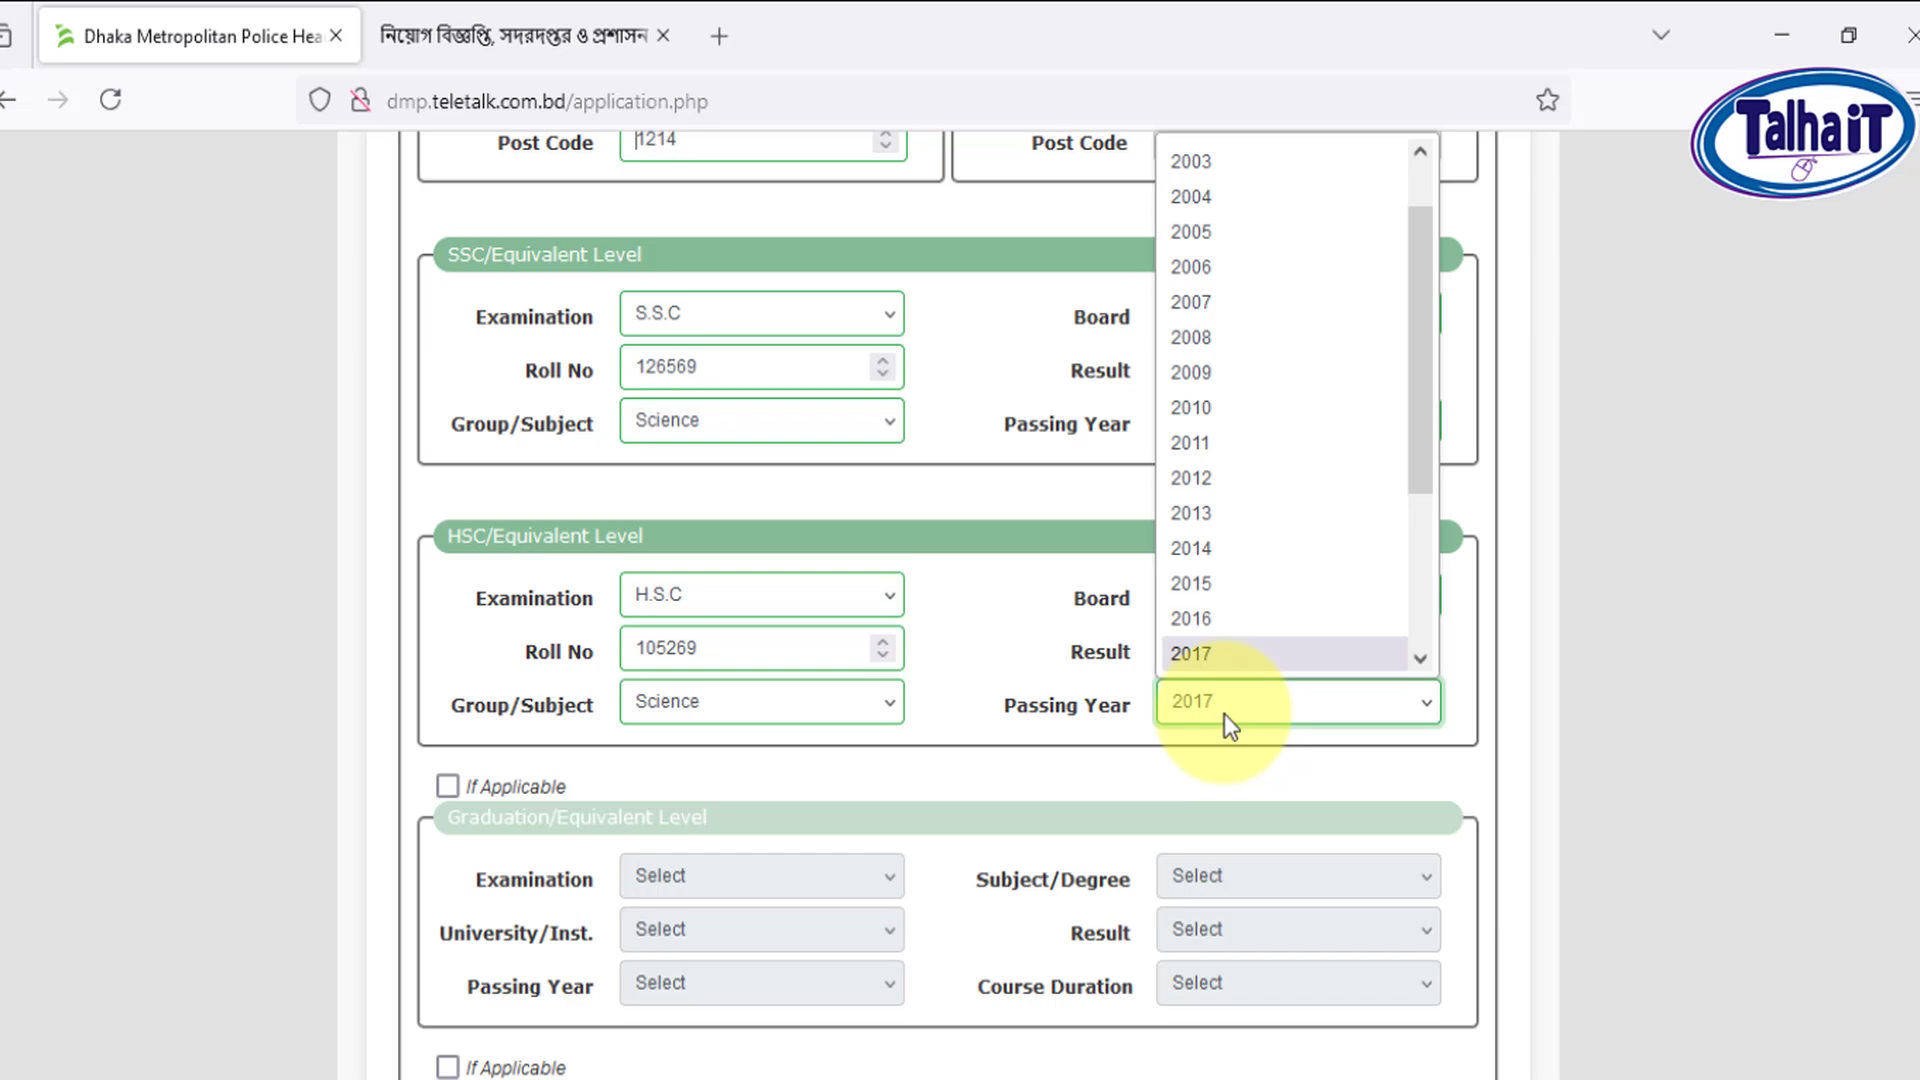 Dhaka Metropolitan Police Hea
নিয়োগ বিজ্ঞপ্তি, সদরদপ্তর ও প্রশাসন
dmp.teletalk.com.bd/application.php
Talha iT
Post Code 1214 Post Code
2003
2004
2005
2006
2007
2008
2009
2010
2011
2012
2013
2014
2015
2016
2017
SSC/Equivalent Level
Examination S.S.C Board
Roll No 126569 Result
Group/Subject Science Passing Year
HSC/Equivalent Level
Examination H.S.C Board
Roll No 105269 Result
Group/Subject Science Passing Year 2017
If Applicable
Graduation/Equivalent Level
Examination Select Subject/Degree Select
University/Inst. Select Result Select
Passing Year Select Course Duration Select
If Applicable